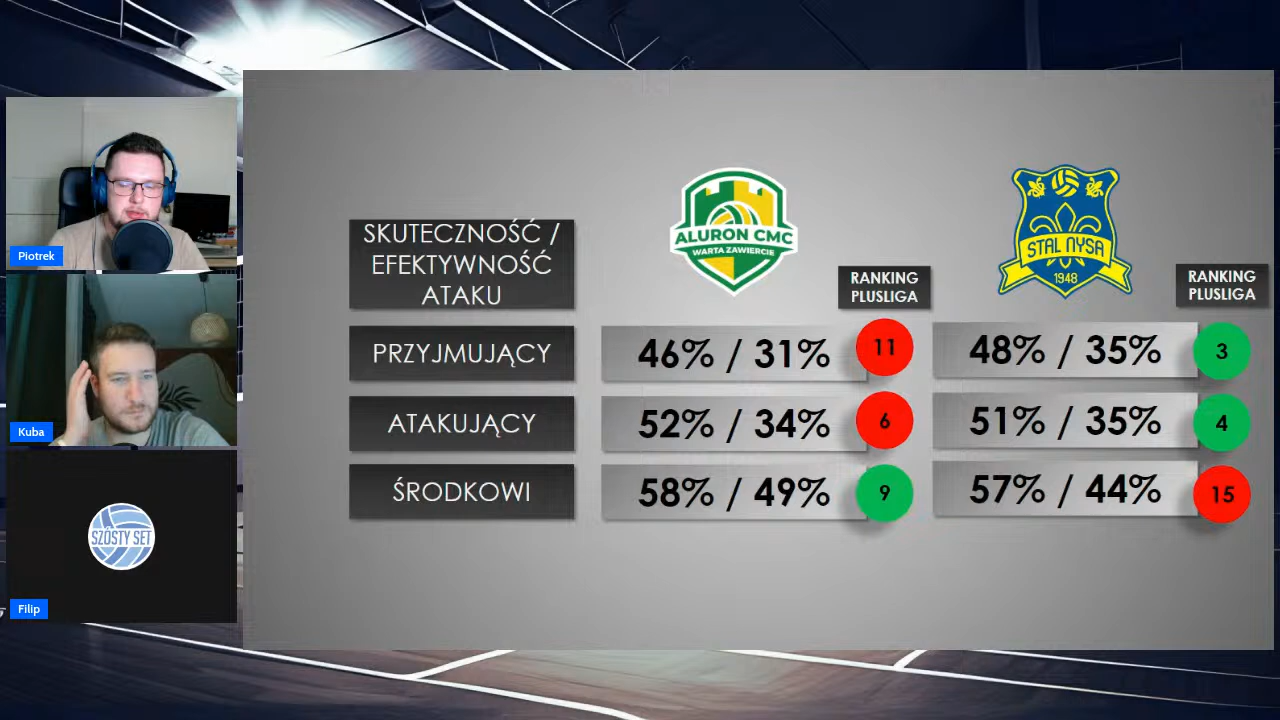 Piotrek
Kuba
SZÓSTY SET
Filip
SKUTECZNOŚĆ /
EFEKTYWNOŚĆ
ATAKU
ALURON CMC
WARTA ZAWIERCIE
RANKING
PLUSLIGA
STAL NYSA
1948
RANKING
PLUSLIGA
PRZYJMUJĄCY 46% / 31% 11 48% / 35% 3
ATAKUJĄCY 52% / 34% 6 51% / 35% 4
ŚRODKOWI 58% / 49% 9 57% / 44% 15